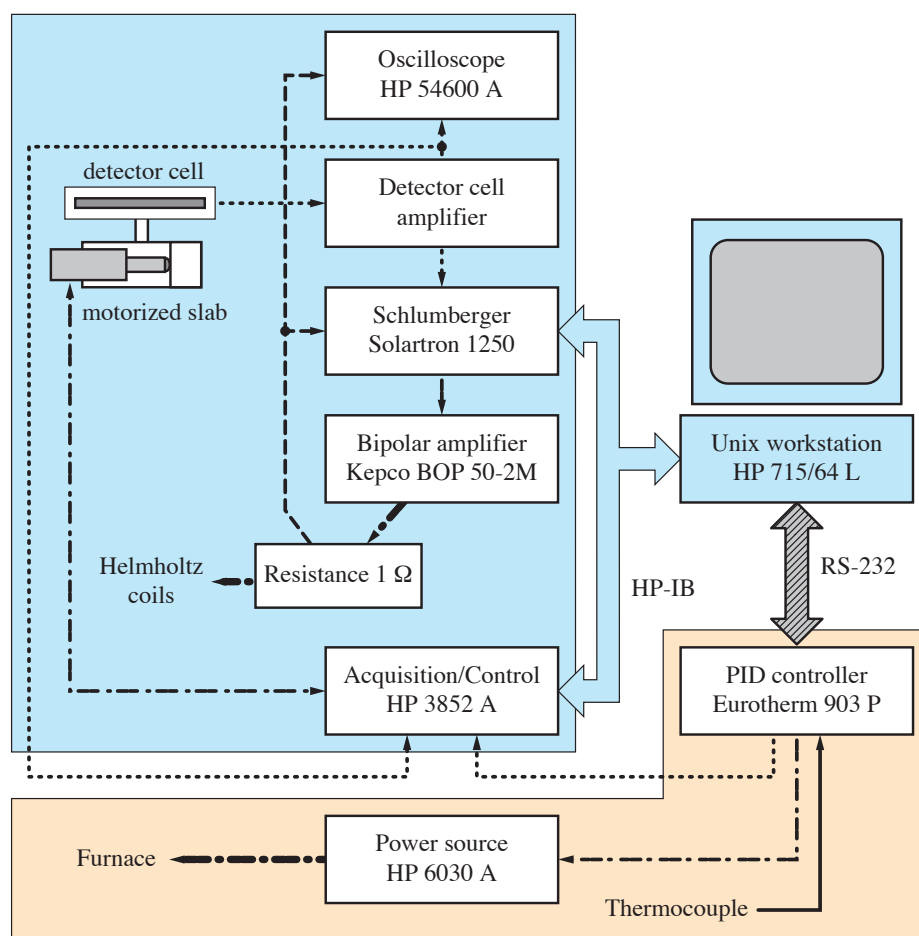 Oscilloscope
HP 54600 A
detector cell
Detector cell
amplifier
motorized slab
Schlumberger
Solartron 1250
Bipolar amplifier
Kepco BOP 50-2M
Unix workstation
HP 715/64 L
Helmholtz
coils
Resistance 1 Ω
HP-IB
RS-232
Acquisition/Control
HP 3852 A
PID controller
Eurotherm 903 P
Furnace
Power source
HP 6030 A
Thermocouple